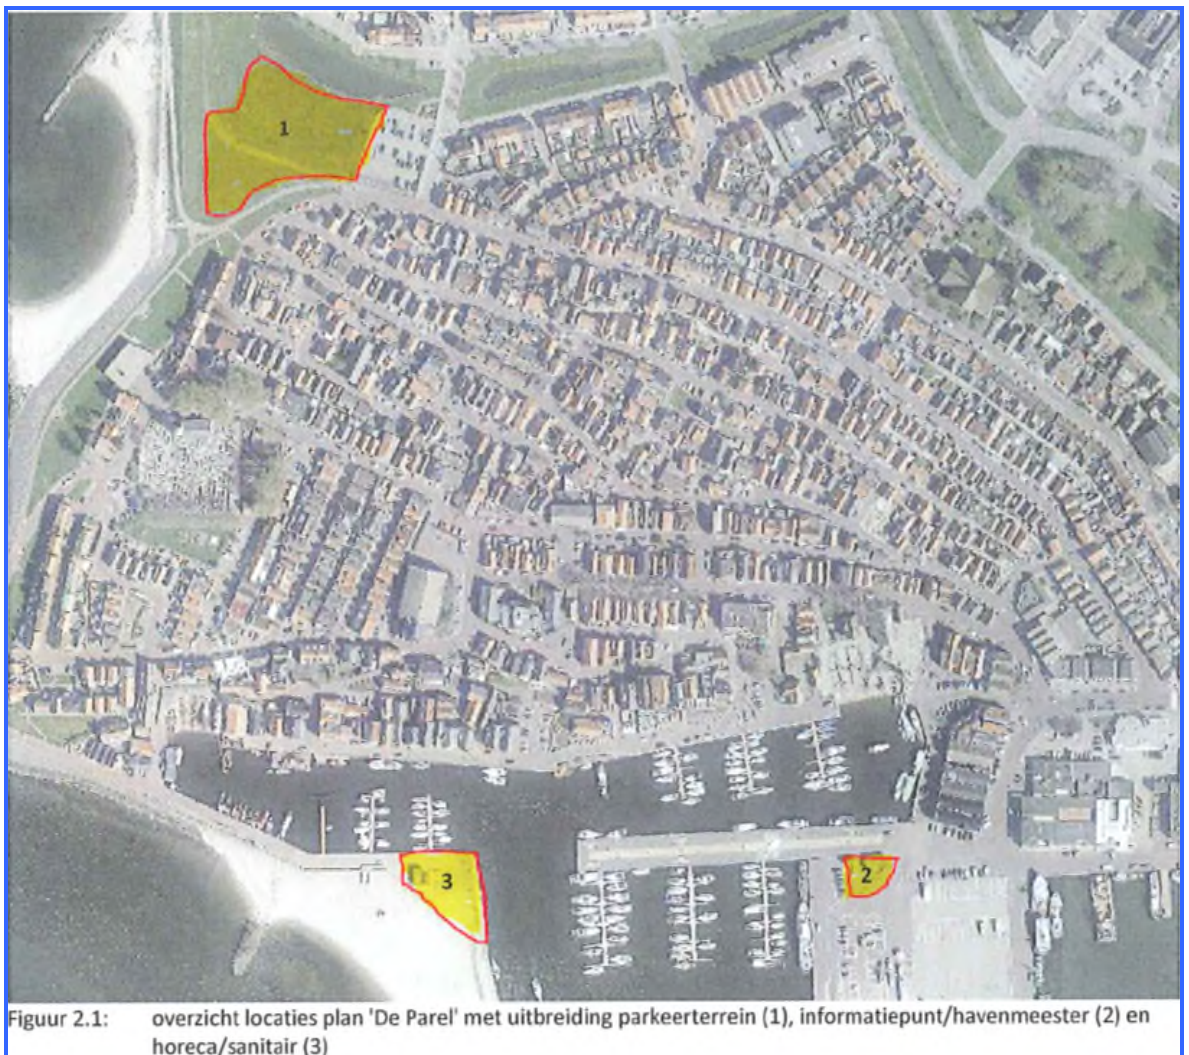 1
3
2
Figuur 2.1: overzicht locaties plan 'De Parel' met uitbreiding parkeerterrein (1), informatiepunt/havenmeester (2) en
horeca/sanitair (3)